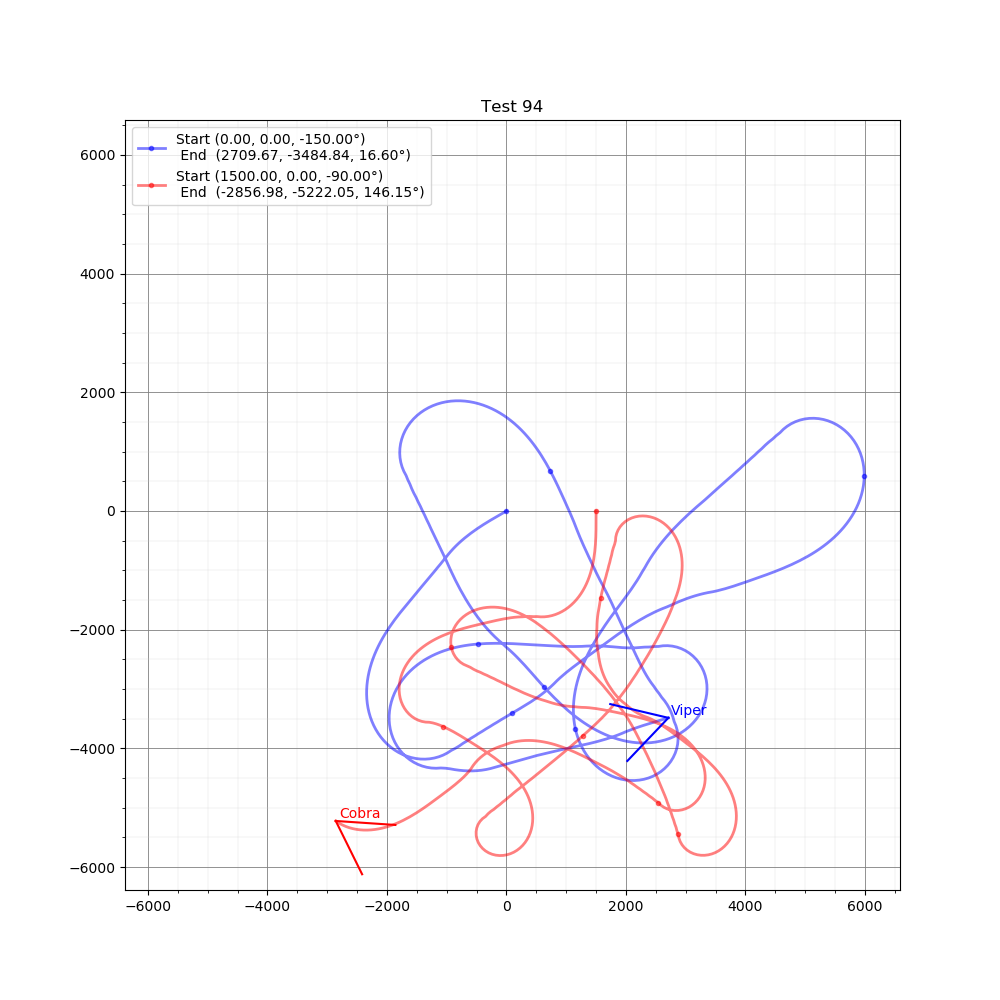 Test 94
Start (0.00, 0.00, -150.00°)
End  (2709.67, -3484.84, 16.60°)
Start (1500.00, 0.00, -90.00°)
End  (-2856.98, -5222.05, 146.15°)
6000
4000
2000
0
−2000
−4000
−6000
Viper
Cobra
−6000 −4000 −2000 0 2000 4000 6000